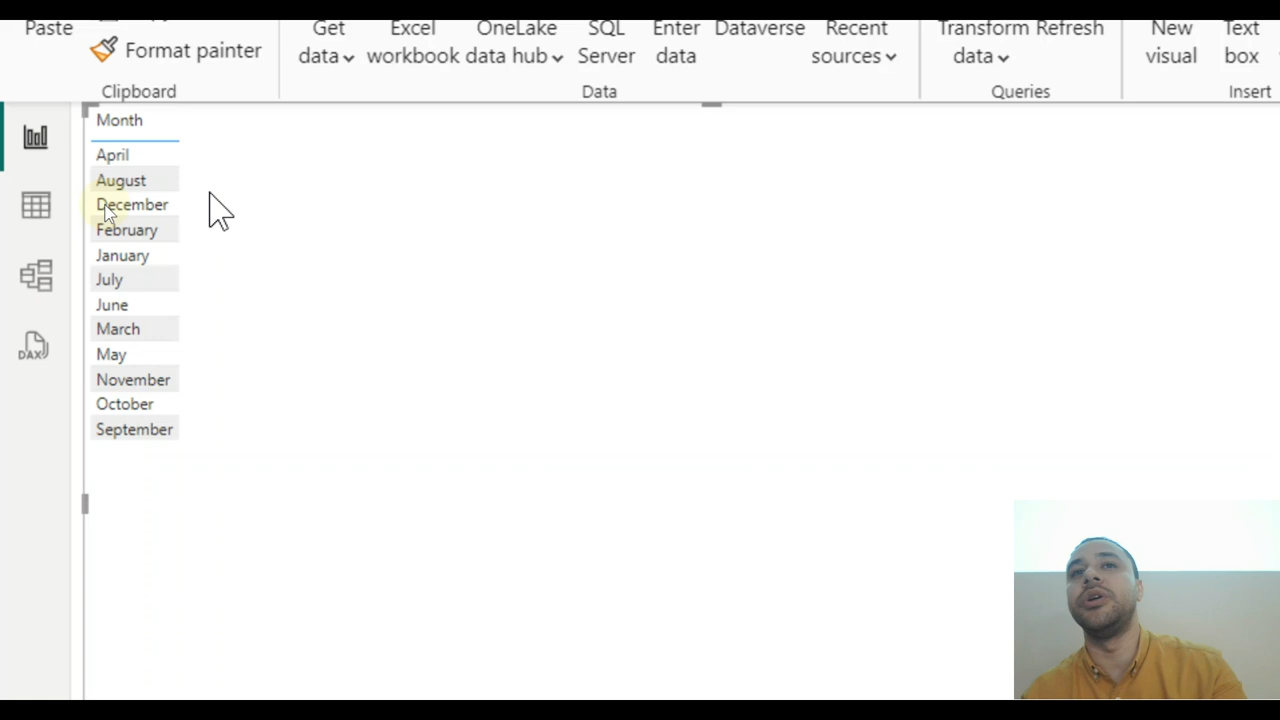 Paste
Format painter
Clipboard
Get data
Excel workbook
OneLake data hub
SQL Server
Enter data
Dataverse
Recent sources
Data
Transform data
Refresh
Queries
New visual
Text box
Insert
DAX
Month
April
August
December
February
January
July
June
March
May
November
October
September